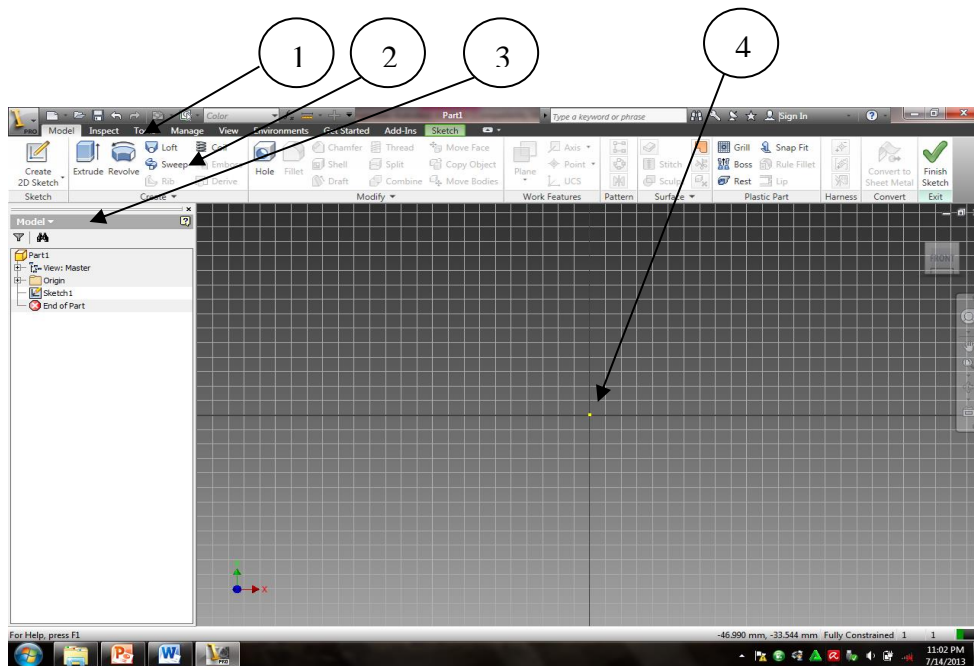 1 2 3 4
PRO
Color
Part1
Type a keyword or phrase
Sign In
Model Inspect Manage View Environments Get Started Add-Ins Sketch
Create 2D Sketch
Extrude
Revolve
Loft
Sweep
Rib
Derive
Hole
Fillet
Chamfer Thread Move Face
Shell Split Copy Object
Draft Combine Move Bodies
Plane
Axis
Point
UCS
Stitch
Grill Snap Fit
Boss Rule Fillet
Rest Lip
Convert to Sheet Metal
Finish Sketch
Sketch Create Modify Work Features Pattern Surface Plastic Part Harness Convert Exit
Model
Part1
View: Master
Origin
Sketch1
End of Part
FRONT
X
For Help, press F1
-46.990 mm, -33.544 mm Fully Constrained 1 1
11:02 PM
7/14/2013